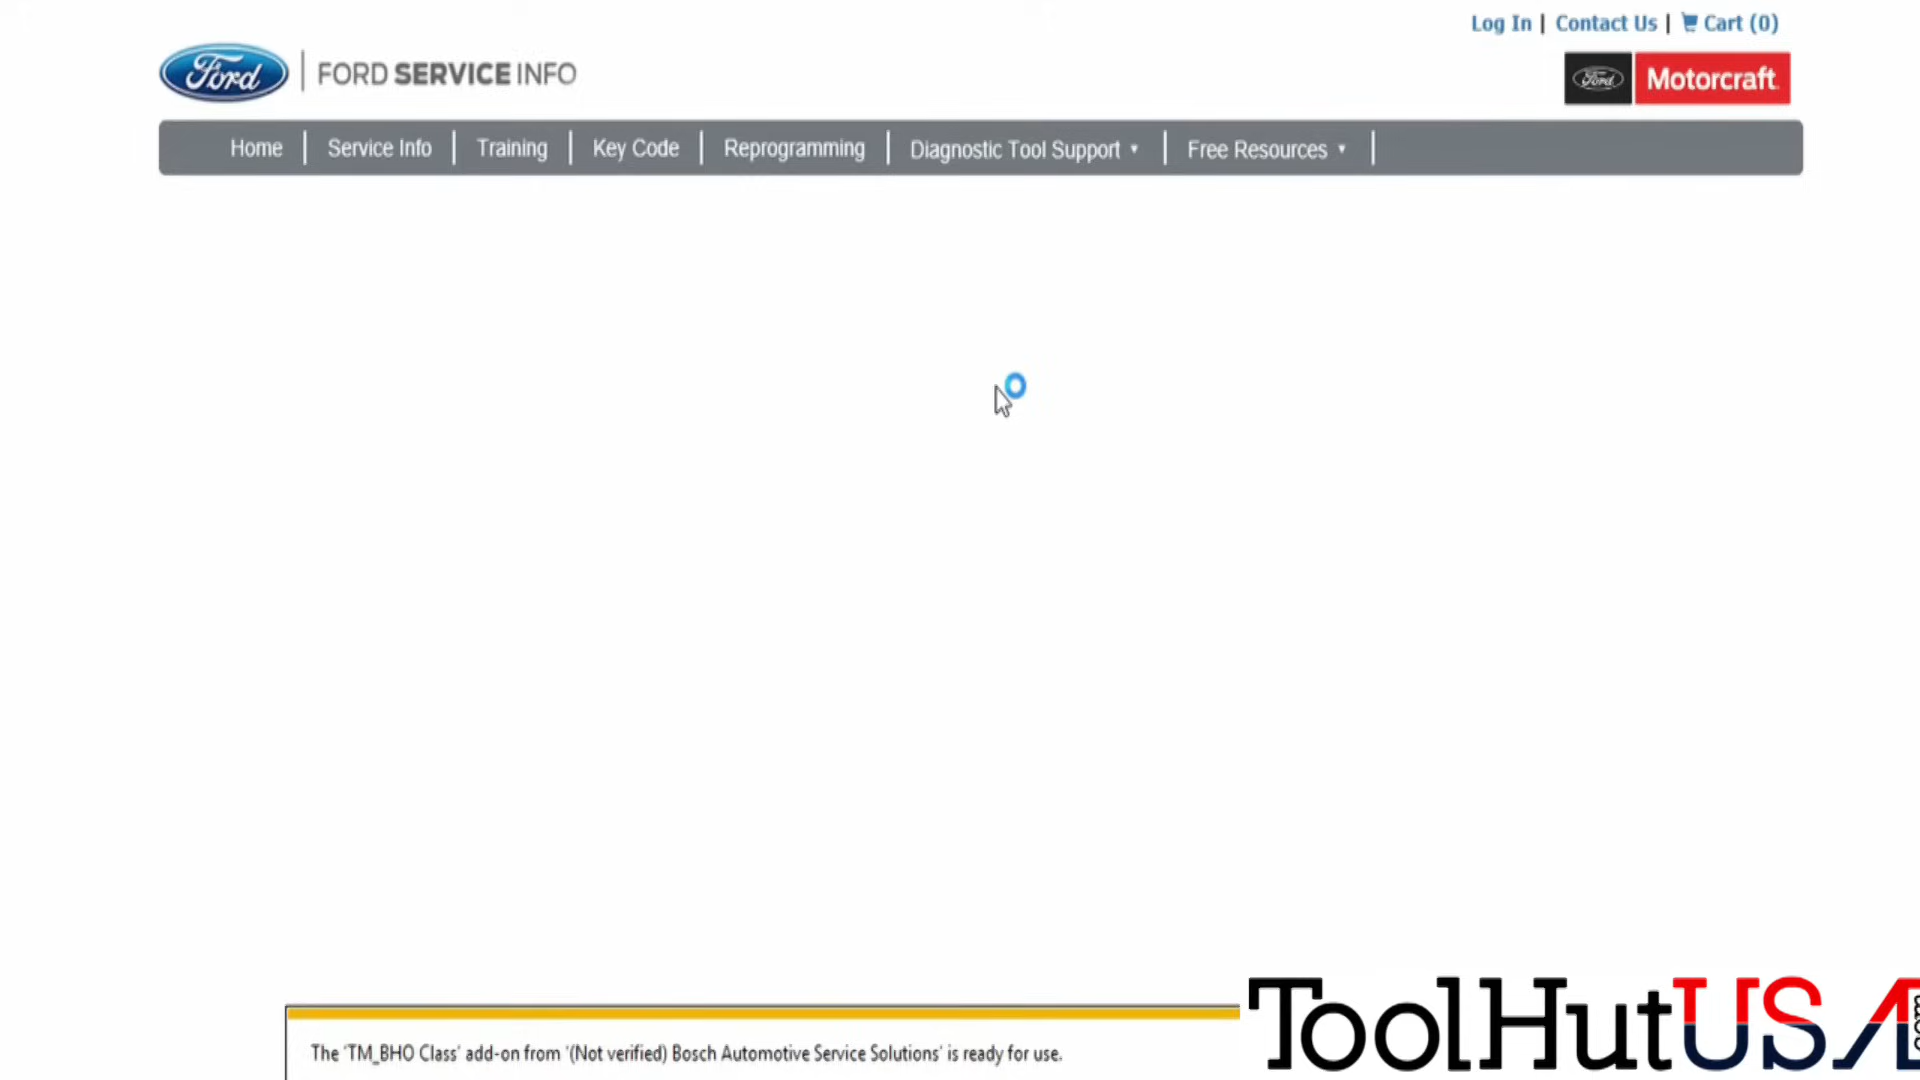 Log In | Contact Us | Cart (0)
Ford | FORD SERVICE INFO
Ford Motorcraft
Home | Service Info | Training | Key Code | Reprogramming | Diagnostic Tool Support ▼ | Free Resources ▼ |
The 'TM_BHO Class' add-on from '(Not verified) Bosch Automotive Service Solutions' is ready for use.
ToolHutUSA